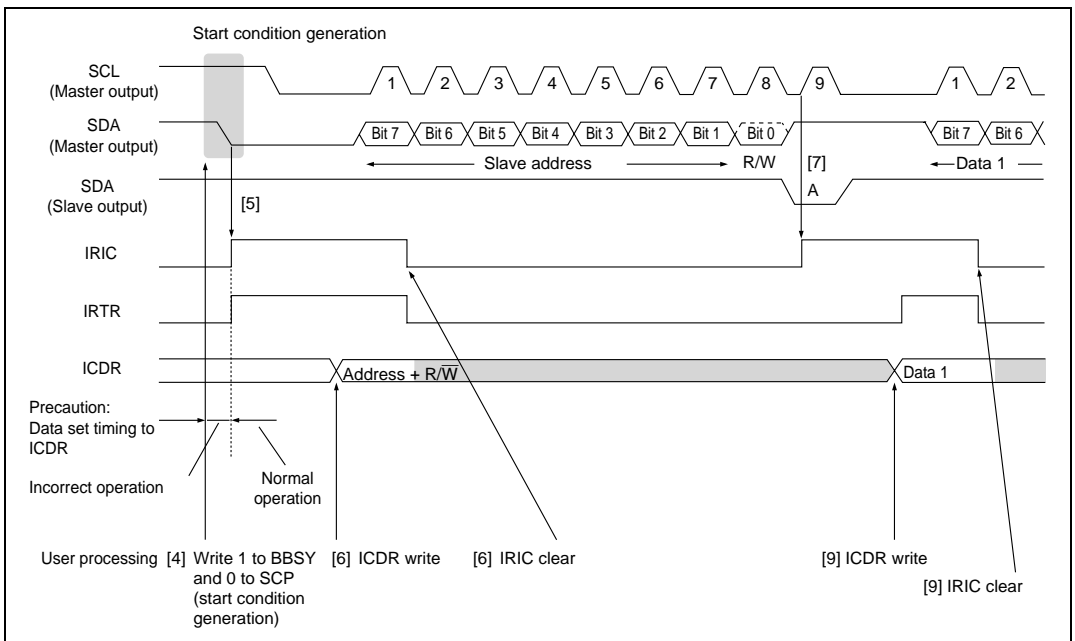 Start condition generation
SCL
(Master output)
1 2 3 4 5 6 7 8 9 1 2
SDA
(Master output)
Bit 7 Bit 6 Bit 5 Bit 4 Bit 3 Bit 2 Bit 1 Bit 0 Bit 7 Bit 6
Slave address R/W [7] Data 1
SDA
(Slave output)
[5]
A
IRIC
IRTR
ICDR
Address + R/W̅ Data 1
Precaution:
Data set timing to
ICDR
Incorrect operation
Normal
operation
User processing [4] Write 1 to BBSY
and 0 to SCP
(start condition
generation)
[6] ICDR write [6] IRIC clear [9] ICDR write
[9] IRIC clear